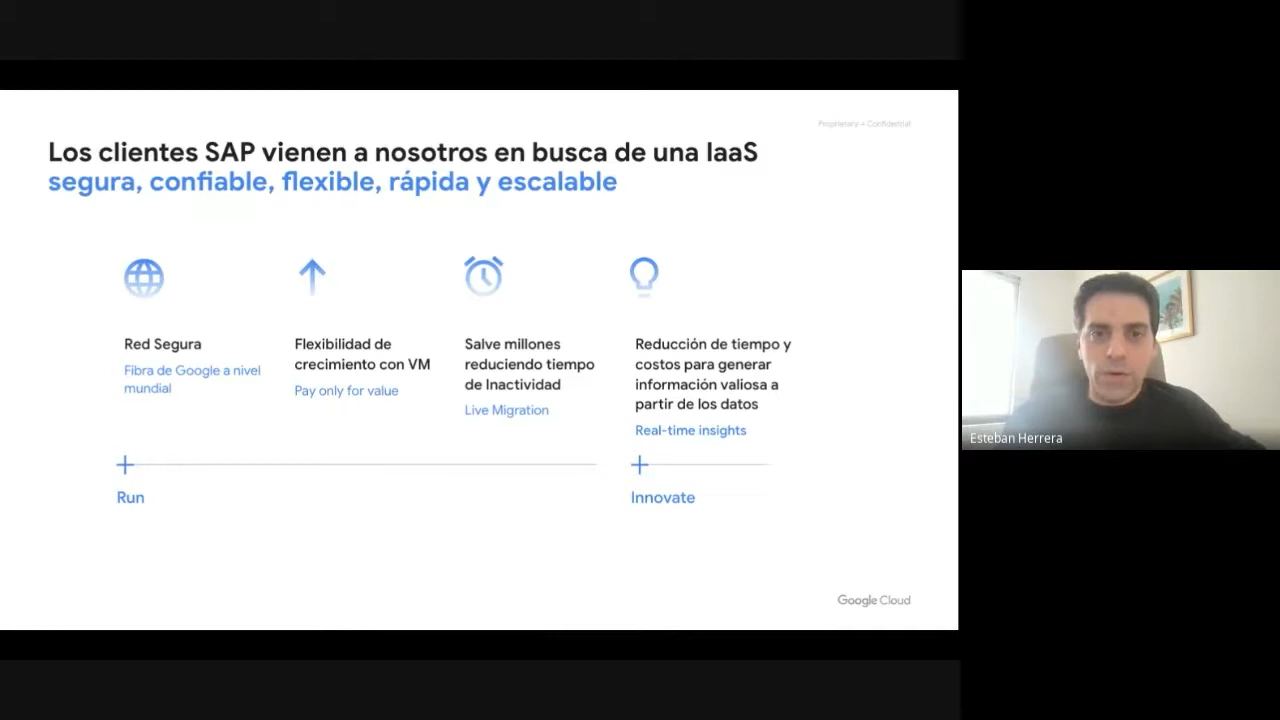 Proprietary + Confidential
Los clientes SAP vienen a nosotros en busca de una IaaS
segura, confiable, flexible, rápida y escalable
Red Segura
Fibra de Google a nivel
mundial
Flexibilidad de
crecimiento con VM
Pay only for value
Salve millones
reduciendo tiempo
de Inactividad
Live Migration
Reducción de tiempo y
costos para generar
información valiosa a
partir de los datos
Real-time insights
Run
Innovate
Google Cloud
Esteban Herrera